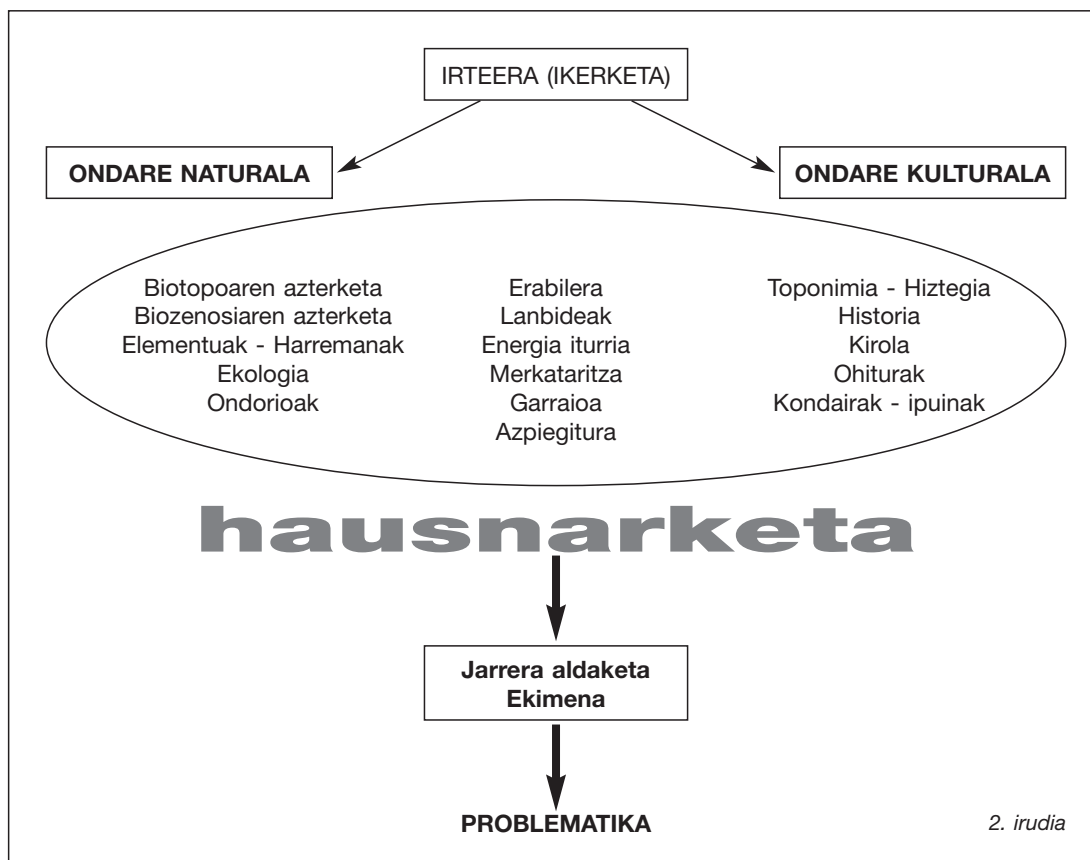 IRTEERA (IKERKETA)
ONDARE NATURALA
ONDARE KULTURALA
Biotopoaren azterketa
Biozenosiaren azterketa
Elementuak - Harremanak
Ekologia
Ondorioak
Erabilera
Lanbideak
Energia iturria
Merkataritza
Garraioa
Azpiegitura
Toponimia - Hiztegia
Historia
Kirola
Ohiturak
Kondairak - ipuinak
hausnarketa
Jarrera aldaketa
Ekimena
PROBLEMATIKA
2. irudia